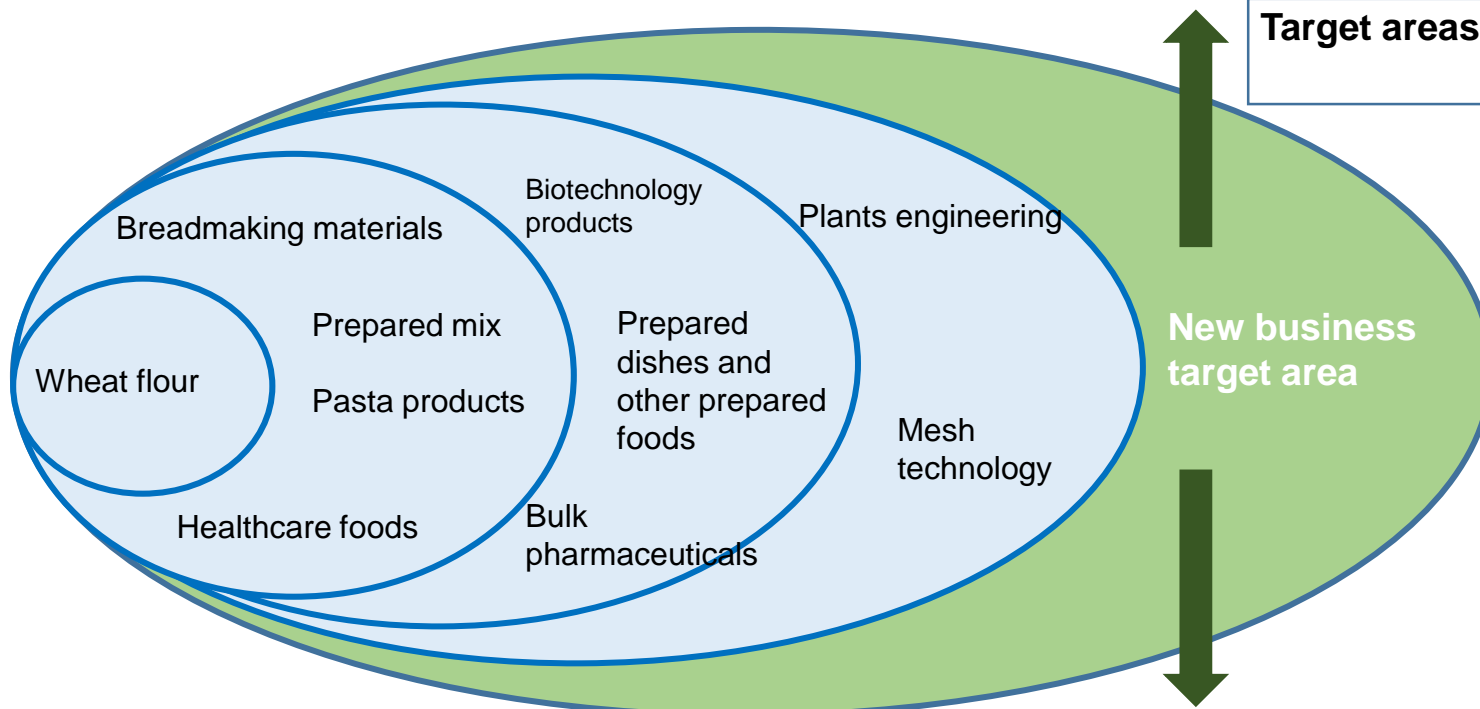 Target areas
Biotechnology
products
Breadmaking materials
Plants engineering
Prepared mix
Prepared
dishes and
other prepared
foods
New business
target area
Wheat flour
Pasta products
Mesh
technology
Healthcare foods
Bulk
pharmaceuticals